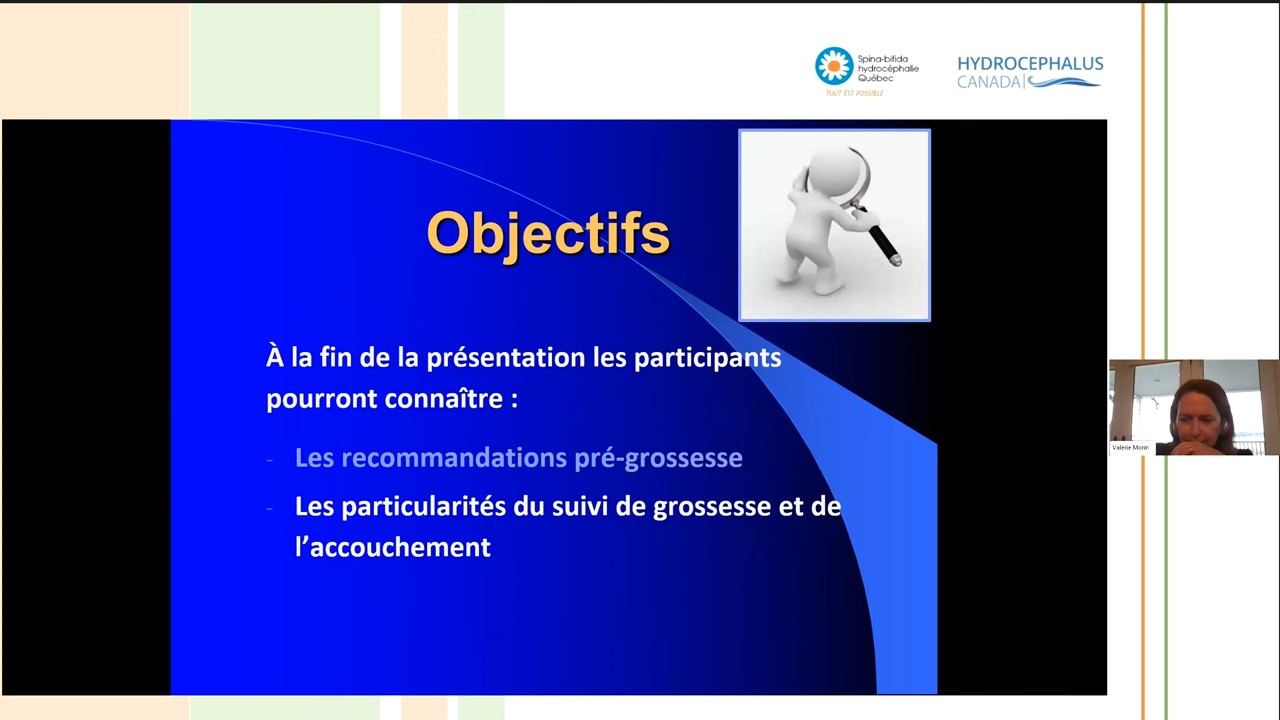 Spina-bifida
hydrocéphalie
Québec
TOUT EST POSSIBLE
HYDROCEPHALUS
CANADA
Objectifs
À la fin de la présentation les participants
pourront connaître :
- Les recommandations pré-grossesse
- Les particularités du suivi de grossesse et de
l’accouchement
Valérie Morin